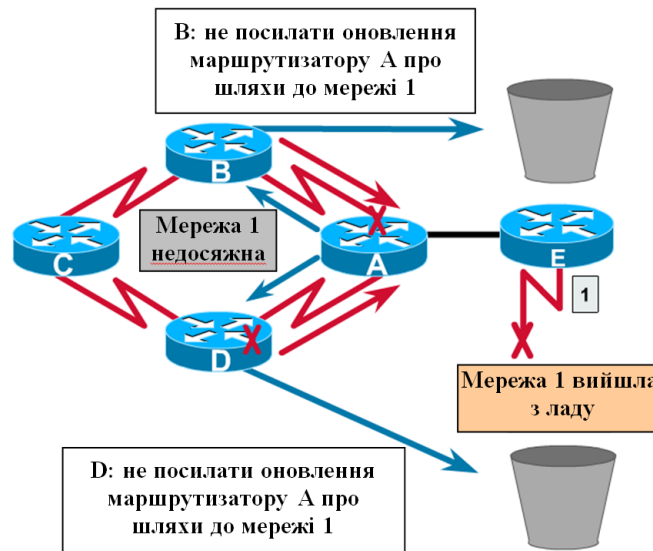 В: не посилати оновлення
маршрутизатору А про
шляхи до мережі 1
B
Мережа 1
недосяжна
C
A
E
1
D
Мережа 1 вийшла
з ладу
D: не посилати оновлення
маршрутизатору А про
шляхи до мережі 1